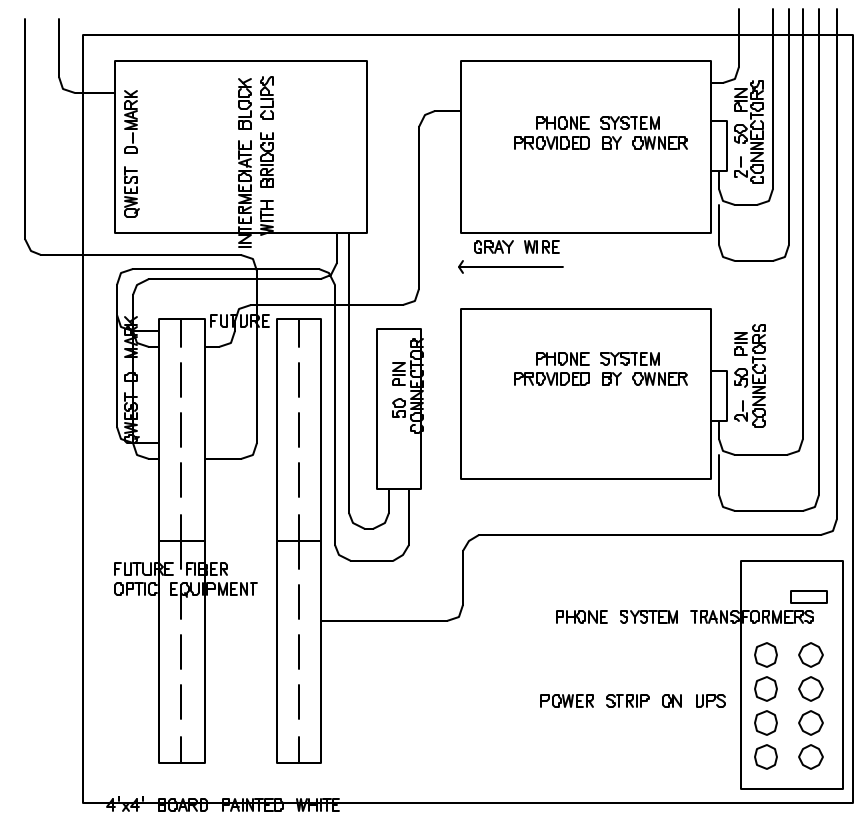 QWEST D-MARK
INTERMEDIATE BLOCK
WITH BRIDGE CLIPS
PHONE SYSTEM
PROVIDED BY OWNER
2- 50 PIN
CONNECTORS
GRAY WIRE
FUTURE
QWEST D MARK
50 PIN
CONNECTOR
PHONE SYSTEM
PROVIDED BY OWNER
2- 50 PIN
CONNECTORS
FUTURE FIBER
OPTIC EQUIPMENT
PHONE SYSTEM TRANSFORMERS
POWER STRIP ON UPS
4'x4' BOARD PAINTED WHITE